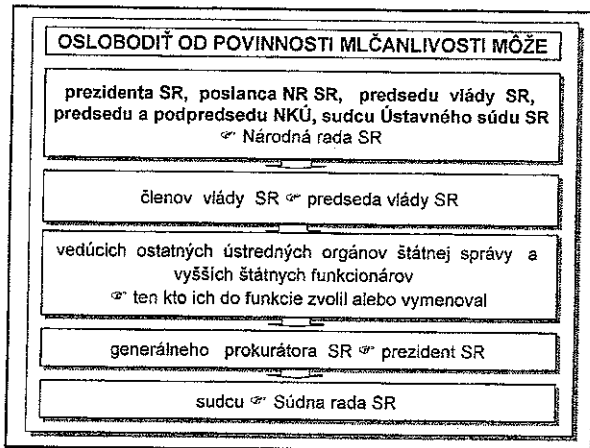 OSLOBODIŤ OD POVINNOSTI MLČANLIVOSTI MÔŽE
prezidenta SR, poslanca NR SR, predsedu vlády SR,
predsedu a podpredsedu NKÚ, sudcu Ústavného súdu SR
☞ Národná rada SR
členov vlády SR ☞ predseda vlády SR
vedúcich ostatných ústredných orgánov štátnej správy a
vyšších štátnych funkcionárov
☞ ten kto ich do funkcie zvolil alebo vymenoval
generálneho prokurátora SR ☞ prezident SR
sudcu ☞ Súdna rada SR